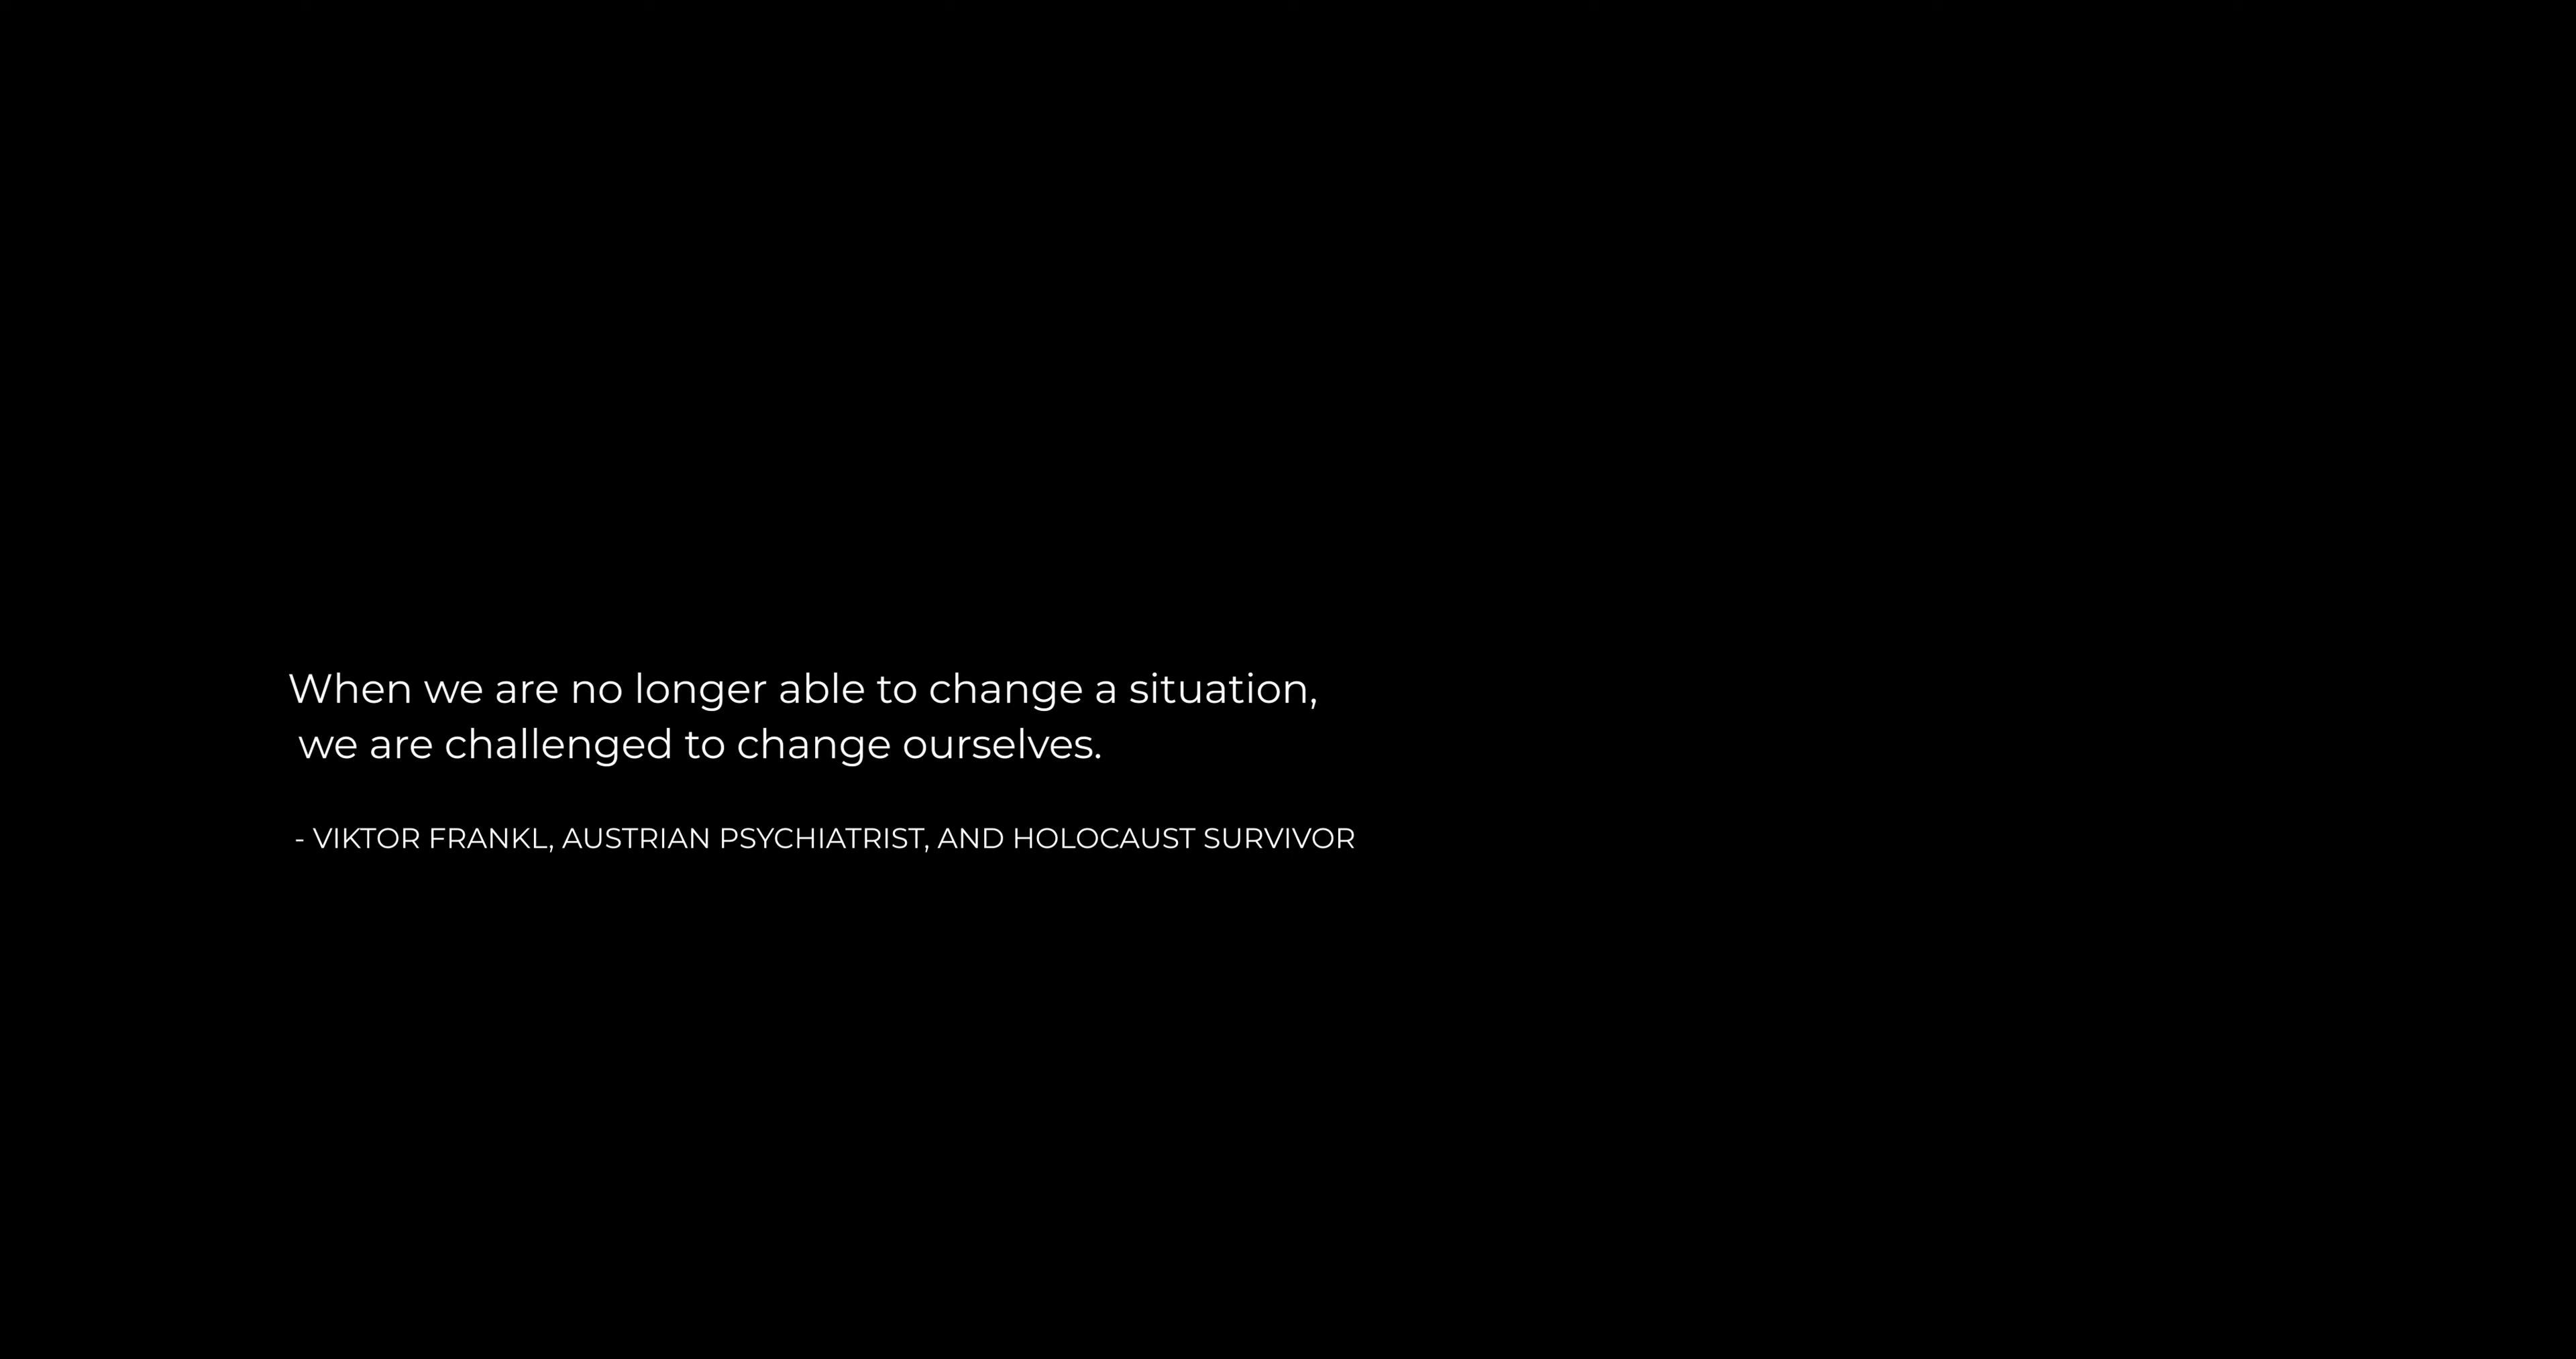 When we are no longer able to change a situation,
we are challenged to change ourselves.
- VIKTOR FRANKL, AUSTRIAN PSYCHIATRIST, AND HOLOCAUST SURVIVOR